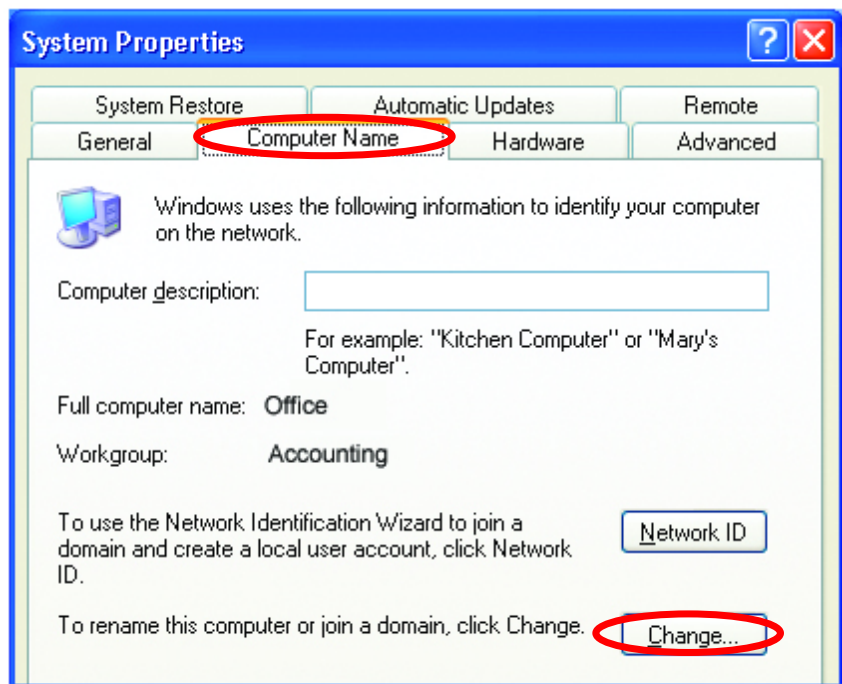 System Properties
?
System Restore Automatic Updates Remote
General Computer Name Hardware Advanced
Windows uses the following information to identify your computer
on the network.
Computer description:
For example: "Kitchen Computer" or "Mary's
Computer".
Full computer name: Office
Workgroup: Accounting
To use the Network Identification Wizard to join a
domain and create a local user account, click Network
ID.
Network ID
To rename this computer or join a domain, click Change.
Change...